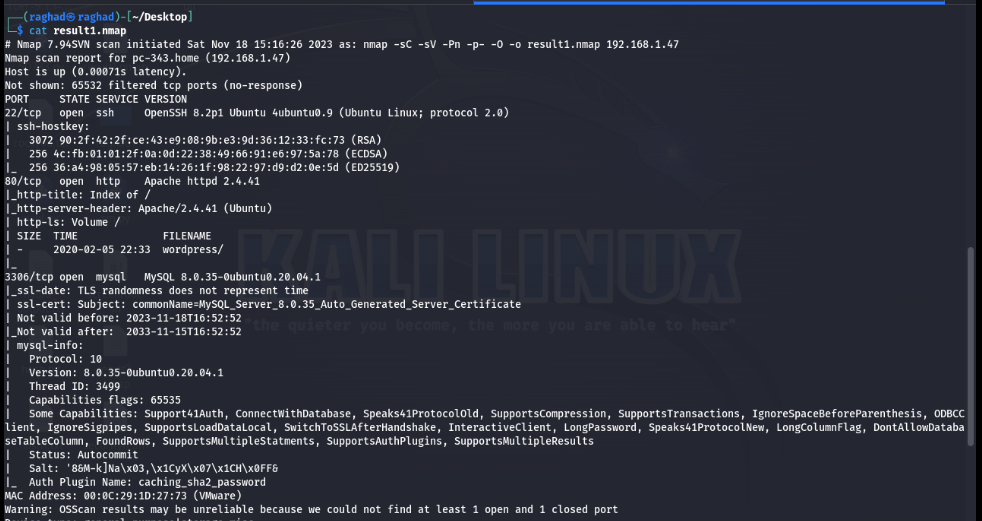 (raghad㉿raghad)-[~/Desktop]
$ cat result1.nmap
# Nmap 7.94SVN scan initiated Sat Nov 18 15:16:26 2023 as: nmap -sC -sV -Pn -p- -O -o result1.nmap 192.168.1.47
Nmap scan report for pc-343.home (192.168.1.47)
Host is up (0.00071s latency).
Not shown: 65532 filtered tcp ports (no-response)
PORT     STATE SERVICE VERSION
22/tcp   open  ssh     OpenSSH 8.2p1 Ubuntu 4ubuntu0.9 (Ubuntu Linux; protocol 2.0)
| ssh-hostkey:
|   3072 90:2f:42:2f:ce:43:e9:08:9b:e3:9d:36:12:33:fc:73 (RSA)
|   256 4c:fb:01:01:2f:0a:0d:22:38:49:66:91:e6:97:5a:78 (ECDSA)
|_  256 36:a4:98:05:57:eb:14:26:1f:98:22:97:d9:d2:0e:5d (ED25519)
80/tcp   open  http    Apache httpd 2.4.41
|_http-title: Index of /
|_http-server-header: Apache/2.4.41 (Ubuntu)
| http-ls: Volume /
| SIZE  TIME              FILENAME
| -     2020-02-05 22:33  wordpress/
|_
3306/tcp open  mysql   MySQL 8.0.35-0ubuntu0.20.04.1
|_ssl-date: TLS randomness does not represent time
| ssl-cert: Subject: commonName=MySQL_Server_8.0.35_Auto_Generated_Server_Certificate
| Not valid before: 2023-11-18T16:52:52
|_Not valid after:  2033-11-15T16:52:52
| mysql-info:
|   Protocol: 10
|   Version: 8.0.35-0ubuntu0.20.04.1
|   Thread ID: 3499
|   Capabilities flags: 65535
|   Some Capabilities: Support41Auth, ConnectWithDatabase, Speaks41ProtocolOld, SupportsCompression, SupportsTransactions, IgnoreSpaceBeforeParenthesis, ODBCC
lient, IgnoreSigpipes, SupportsLoadDataLocal, SwitchToSSLAfterHandshake, InteractiveClient, LongPassword, Speaks41ProtocolNew, LongColumnFlag, DontAllowDataba
seTableColumn, FoundRows, SupportsMultipleStatments, SupportsAuthPlugins, SupportsMultipleResults
|   Status: Autocommit
|   Salt: '8&M-k]Na\x03,\x1CyX\x07\x1CH\x0FF&
|_  Auth Plugin Name: caching_sha2_password
MAC Address: 00:0C:29:1D:27:73 (VMware)
Warning: OSScan results may be unreliable because we could not find at least 1 open and 1 closed port
KALI LINUX
"the quieter you become, the more you are able to hear"